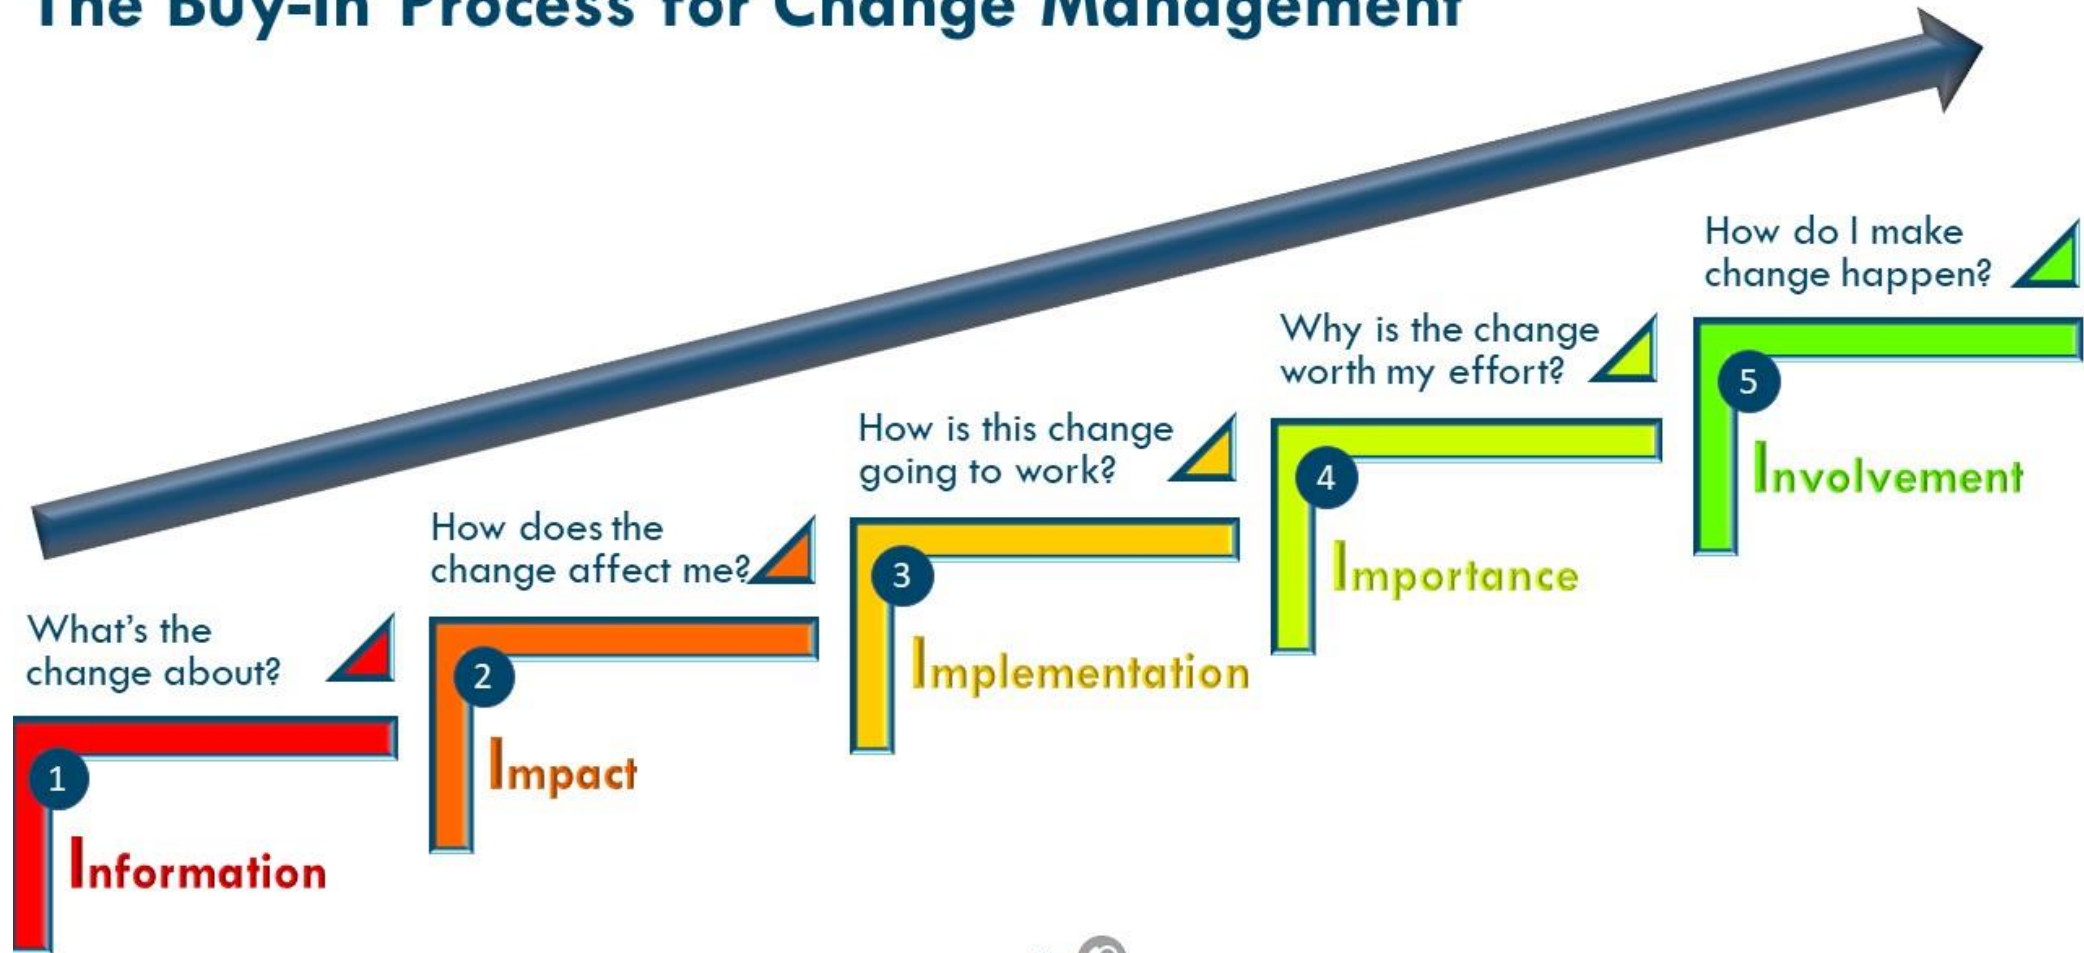 The Buy-In Process for Change Management
How do I make
change happen?
Why is the change
worth my effort?
5
Involvement
How is this change
going to work?
4
Importance
How does the
change affect me?
3
Implementation
What's the
change about?
2
Impact
1
Information